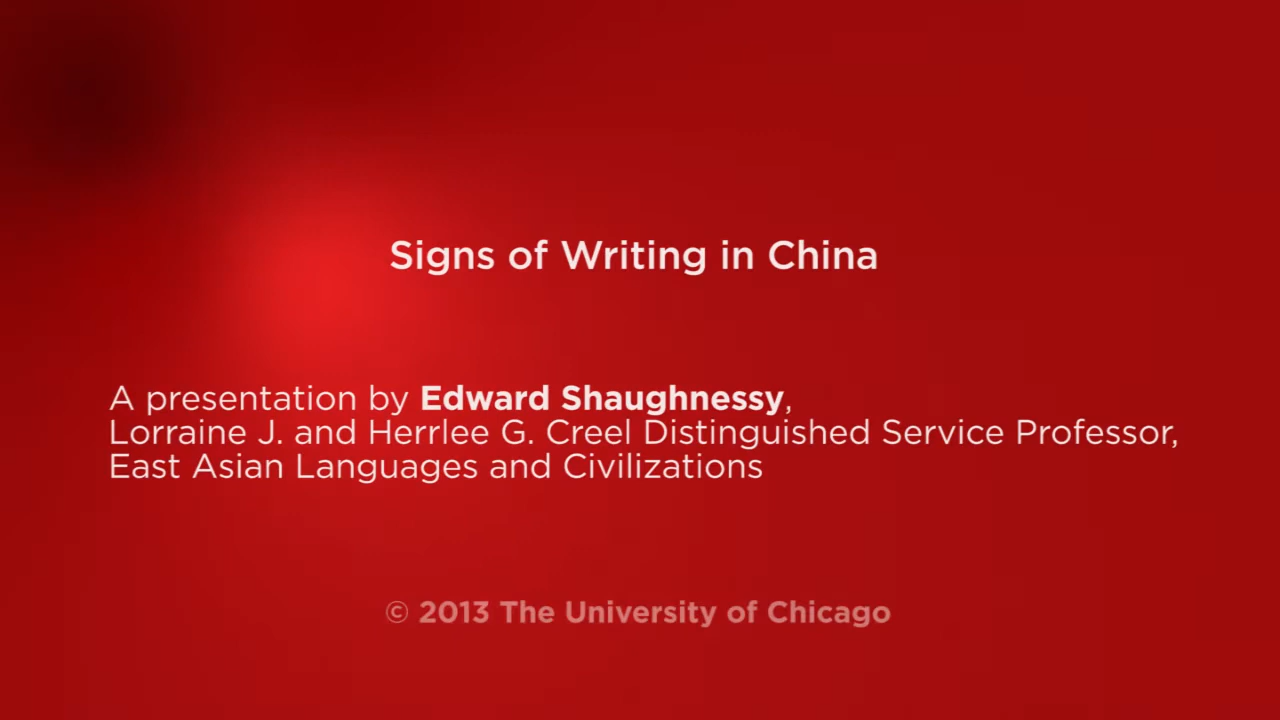 Signs of Writing in China
A presentation by Edward Shaughnessy,
Lorraine J. and Herrlee G. Creel Distinguished Service Professor,
East Asian Languages and Civilizations
© 2013 The University of Chicago